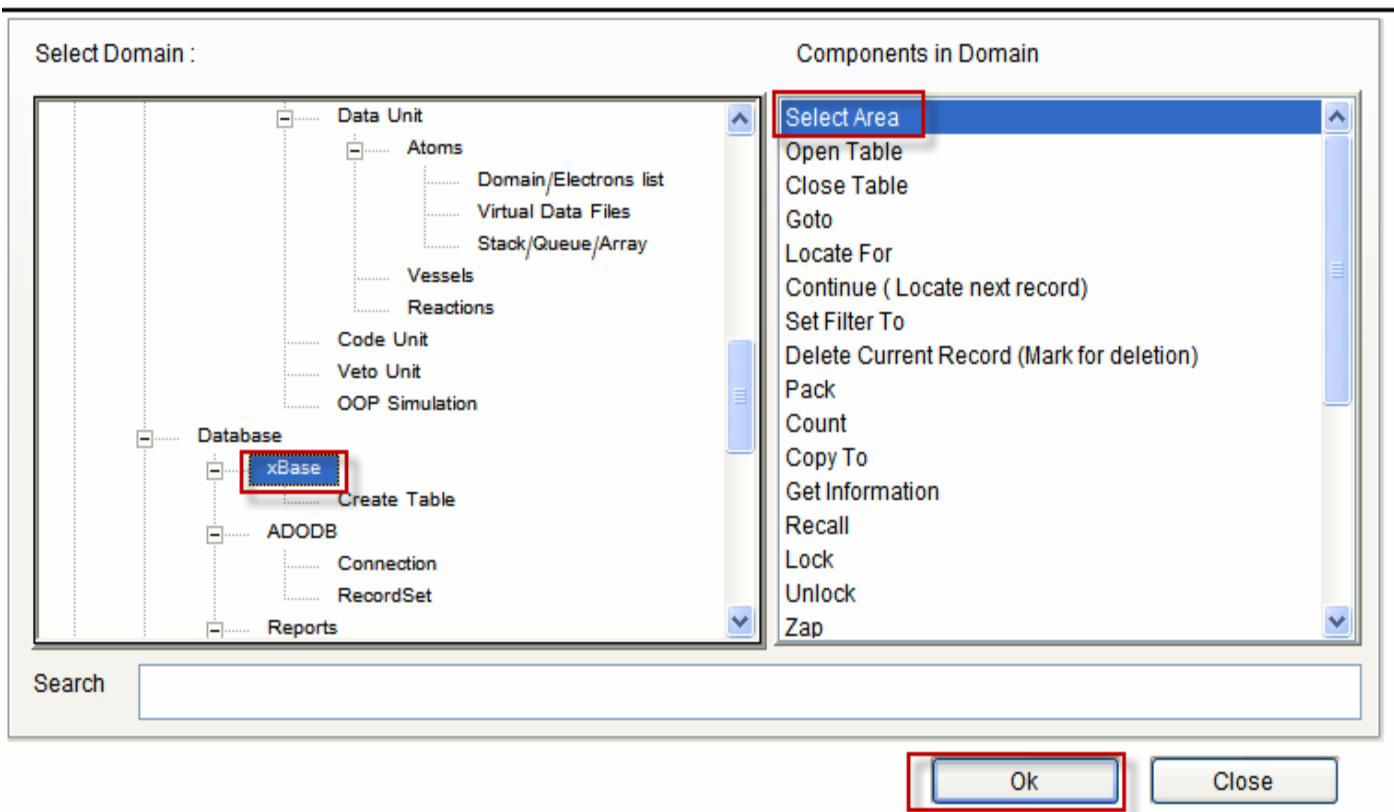 Select Domain :
Data Unit
Atoms
Domain/Electrons list
Virtual Data Files
Stack/Queue/Array
Vessels
Reactions
Code Unit
Veto Unit
OOP Simulation
Database
xBase
Create Table
ADODB
Connection
RecordSet
Reports
Components in Domain
Select Area
Open Table
Close Table
Goto
Locate For
Continue ( Locate next record)
Set Filter To
Delete Current Record (Mark for deletion)
Pack
Count
Copy To
Get Information
Recall
Lock
Unlock
Zap
Search
Ok
Close